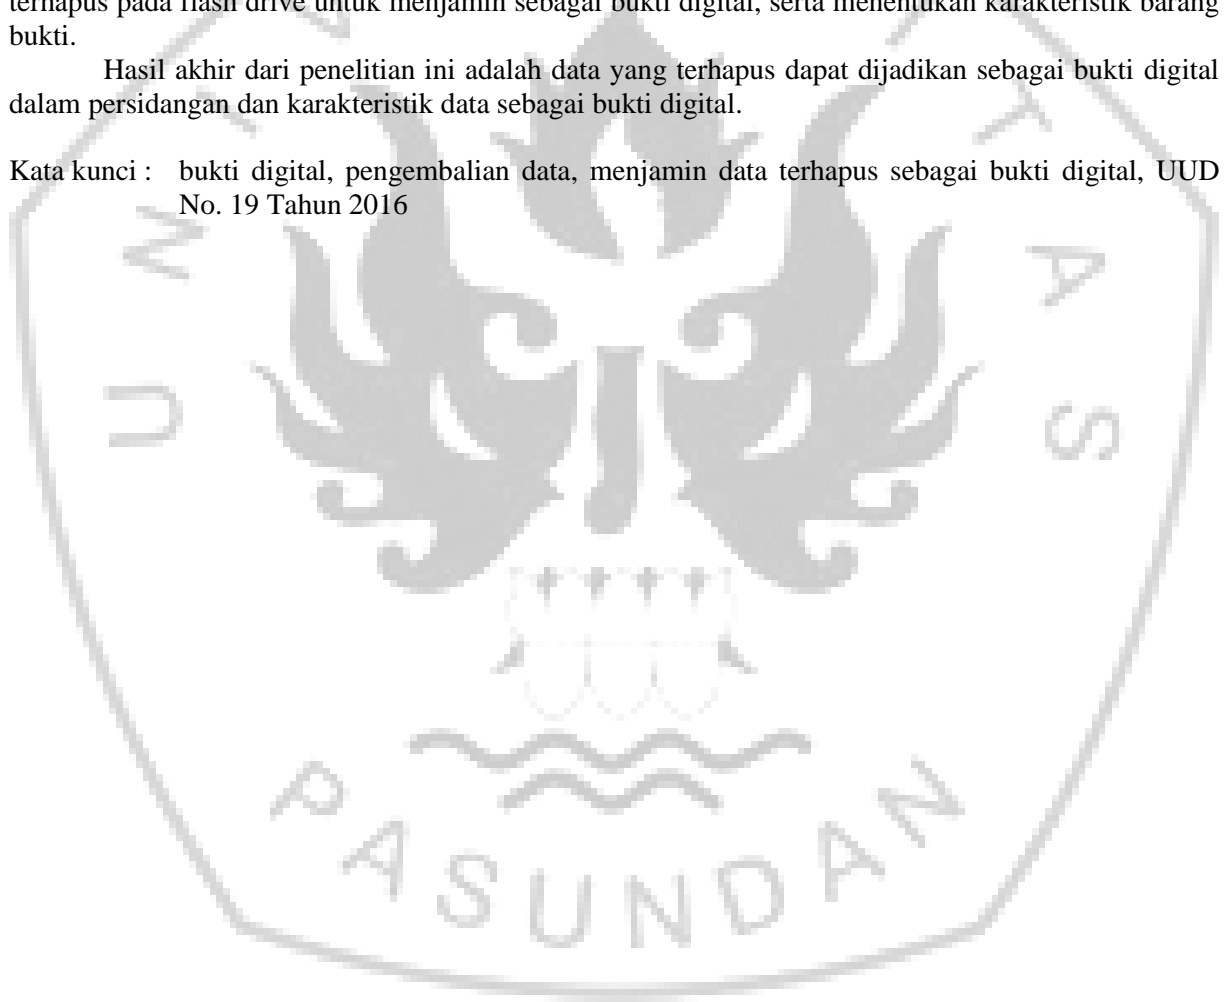 terhapus pada flash drive untuk menjamin sebagai bukti digital, serta menentukan karakteristik barang
bukti.
Hasil akhir dari penelitian ini adalah data yang terhapus dapat dijadikan sebagai bukti digital
dalam persidangan dan karakteristik data sebagai bukti digital.
Kata kunci : bukti digital, pengembalian data, menjamin data terhapus sebagai bukti digital, UUD
No. 19 Tahun 2016
UNI TAS
PASUNDAN